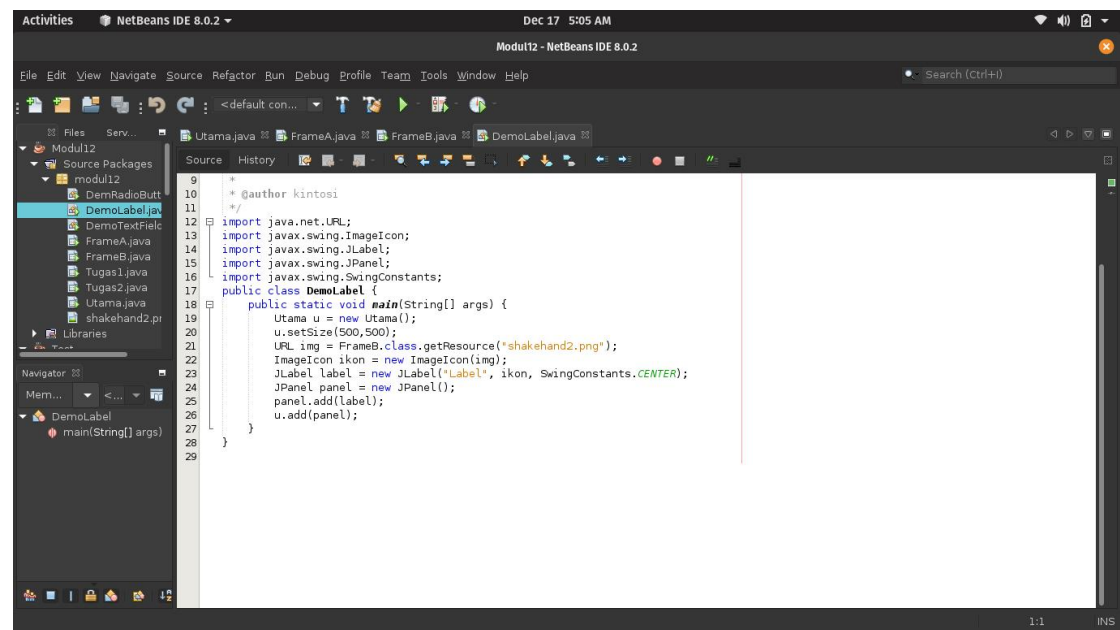 Activities NetBeans IDE 8.0.2 Dec 17 5:05 AM
Modul12 - NetBeans IDE 8.0.2
File Edit View Navigate Source Refactor Run Debug Profile Team Tools Window Help Search (Ctrl+I)
<default con...
Files Serv... Utama.java FrameA.java FrameB.java DemoLabel.java
Modul12
Source Packages
modul12
DemRadioButt
DemoLabel.jav
DemoTextField
FrameA.java
FrameB.java
Tugas1.java
Tugas2.java
Utama.java
shakehand2.pr
Libraries
Test
Navigator
Mem... <...
DemoLabel
main(String[] args)
Source History
9 *
10 * @author kintosi
11 */
12 import java.net.URL;
13 import javax.swing.ImageIcon;
14 import javax.swing.JLabel;
15 import javax.swing.JPanel;
16 import javax.swing.SwingConstants;
17 public class DemoLabel {
18 public static void main(String[] args) {
19 Utama u = new Utama();
20 u.setSize(500,500);
21 URL img = FrameB.class.getResource("shakehand2.png");
22 ImageIcon ikon = new ImageIcon(img);
23 JLabel label = new JLabel("Label", ikon, SwingConstants.CENTER);
24 JPanel panel = new JPanel();
25 panel.add(label);
26 u.add(panel);
27 }
28 }
29
1:1 INS